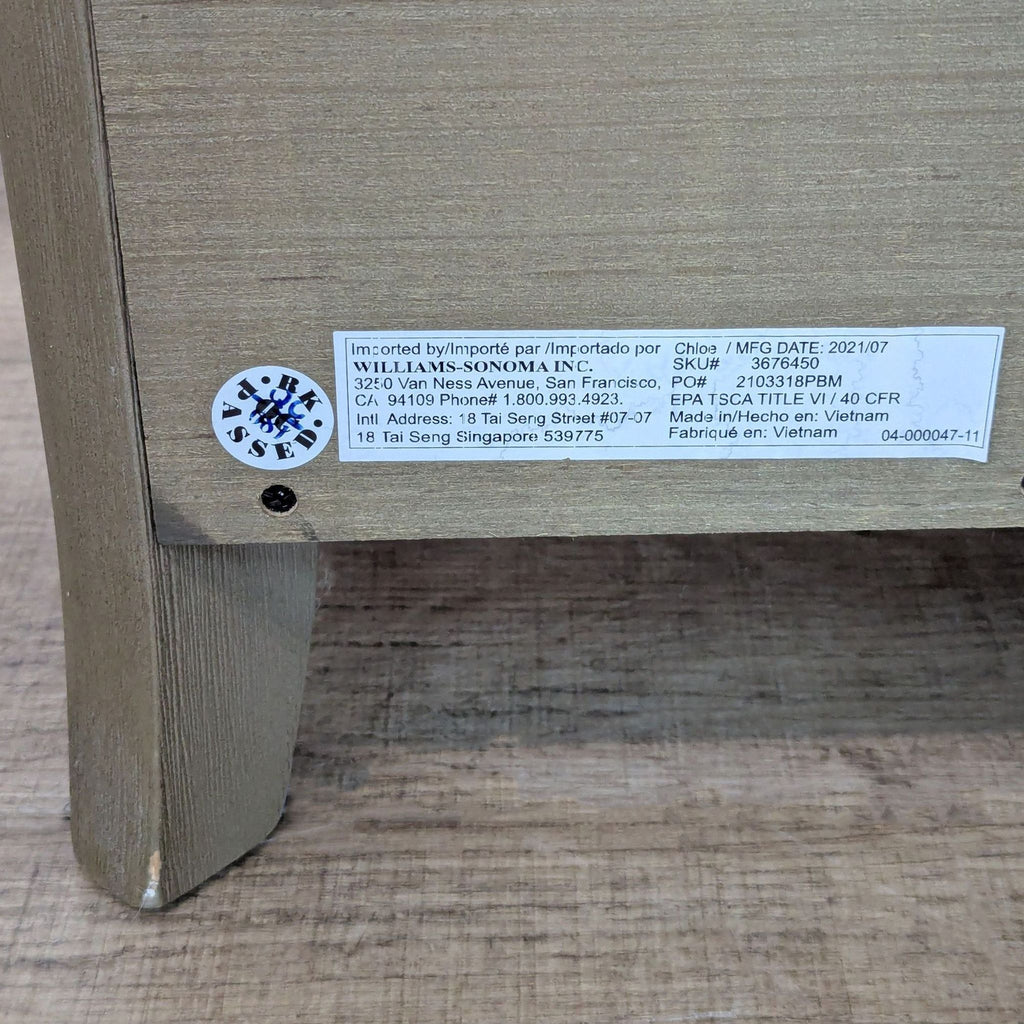 RK
PASSED
Imported by/Importé par /Importado por
WILLIAMS-SONOMA INC.
3250 Van Ness Avenue, San Francisco,
CA 94109 Phone# 1.800.993.4923.
Intl Address: 18 Tai Seng Street #07-07
18 Tai Seng Singapore 539775
Chloe / MFG DATE: 2021/07
SKU# 3676450
PO# 2103318PBM
EPA TSCA TITLE VI / 40 CFR
Made in/Hecho en: Vietnam
Fabriqué en: Vietnam
04-000047-11